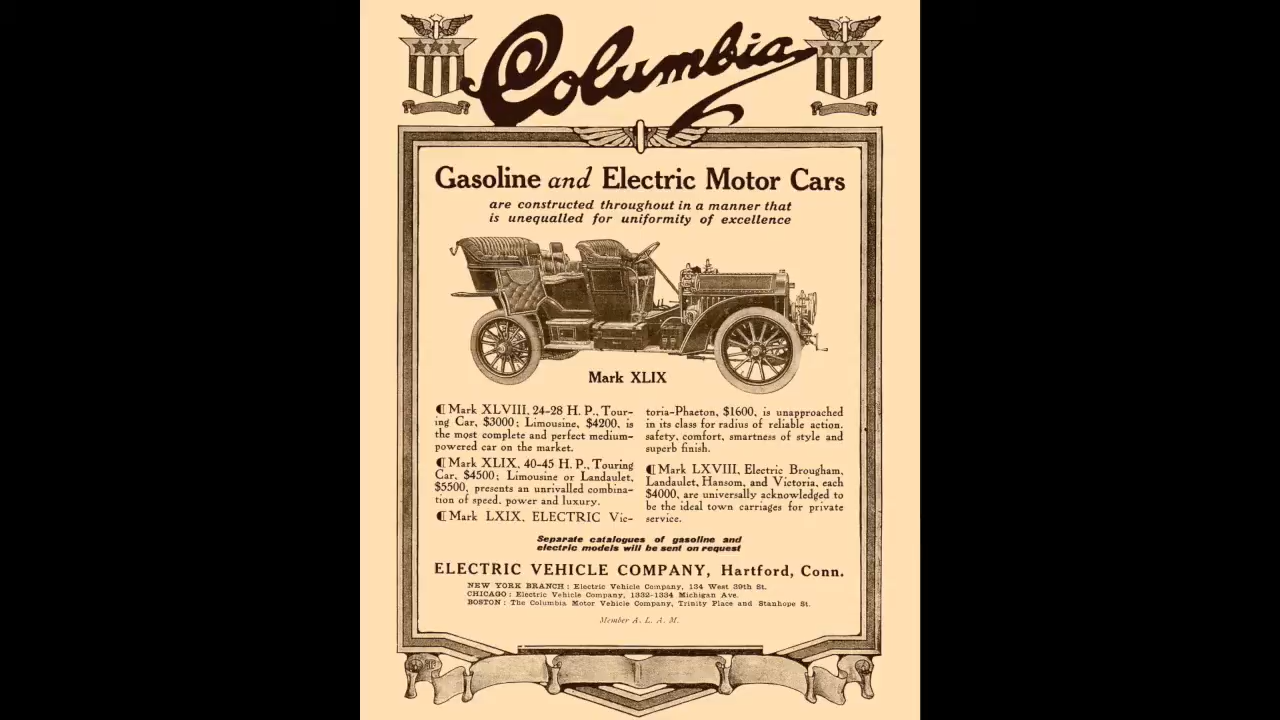 Columbia
Gasoline and Electric Motor Cars
are constructed throughout in a manner that
is unequalled for uniformity of excellence
Mark XLIX
¶ Mark XLVIII, 24-28 H. P., Tour-
ing Car, $3000; Limousine, $4200, is
the most complete and perfect medium-
powered car on the market.
¶ Mark XLIX, 40-45 H. P., Touring
Car, $4500; Limousine or Landaulet,
$5500, presents an unrivalled combina-
tion of speed, power and luxury.
¶ Mark LXIX, ELECTRIC Vic-
toria-Phaeton, $1600, is unapproached
in its class for radius of reliable action,
safety, comfort, smartness of style and
superb finish.
¶ Mark LXVIII, Electric Brougham,
Landaulet, Hansom, and Victoria, each
$4000, are universally acknowledged to
be the ideal town carriages for private
service.
Separate catalogues of gasoline and
electric models will be sent on request
ELECTRIC VEHICLE COMPANY, Hartford, Conn.
NEW YORK BRANCH: Electric Vehicle Company, 134 West 39th St.
CHICAGO: Electric Vehicle Company, 1332-1334 Michigan Ave.
BOSTON: The Columbia Motor Vehicle Company, Trinity Place and Stanhope St.
Member A. L. A. M.